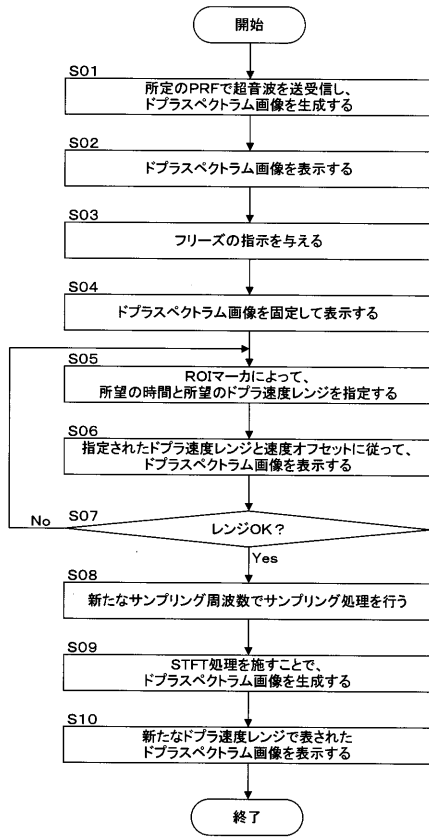 開始
S01
所定のPRFで超音波を送受信し、
ドプラスペクトラム画像を生成する
S02
ドプラスペクトラム画像を表示する
S03
フリーズの指示を与える
S04
ドプラスペクトラム画像を固定して表示する
S05
ROIマーカによって、
所望の時間と所望のドプラ速度レンジを指定する
S06
指定されたドプラ速度レンジと速度オフセットに従って、
ドプラスペクトラム画像を表示する
No
S07
レンジOK？
Yes
S08
新たなサンプリング周波数でサンプリング処理を行う
S09
STFT処理を施すことで、
ドプラスペクトラム画像を生成する
S10
新たなドプラ速度レンジで表された
ドプラスペクトラム画像を表示する
終了